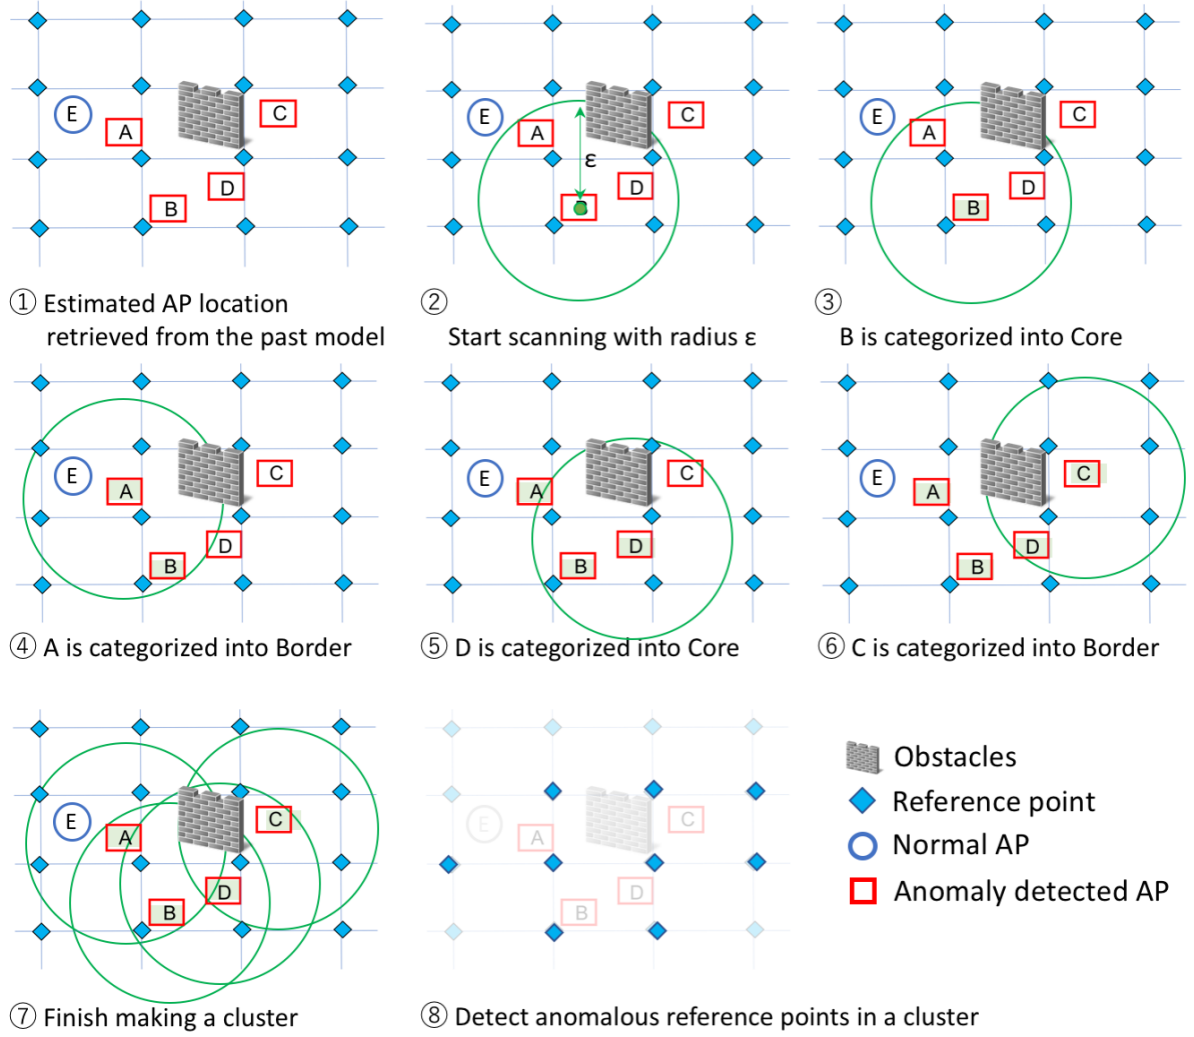 E
A
C
D
B
① Estimated AP location
retrieved from the past model
E
A
C
ε
D
②
Start scanning with radius ε
E
A
C
D
B
③
B is categorized into Core
E
A
C
D
B
④ A is categorized into Border
E
A
C
D
B
⑤ D is categorized into Core
E
A
C
D
B
⑥ C is categorized into Border
E
A
C
D
B
⑦ Finish making a cluster
E
A
C
D
B
⑧ Detect anomalous reference points in a cluster
Obstacles
Reference point
Normal AP
Anomaly detected AP